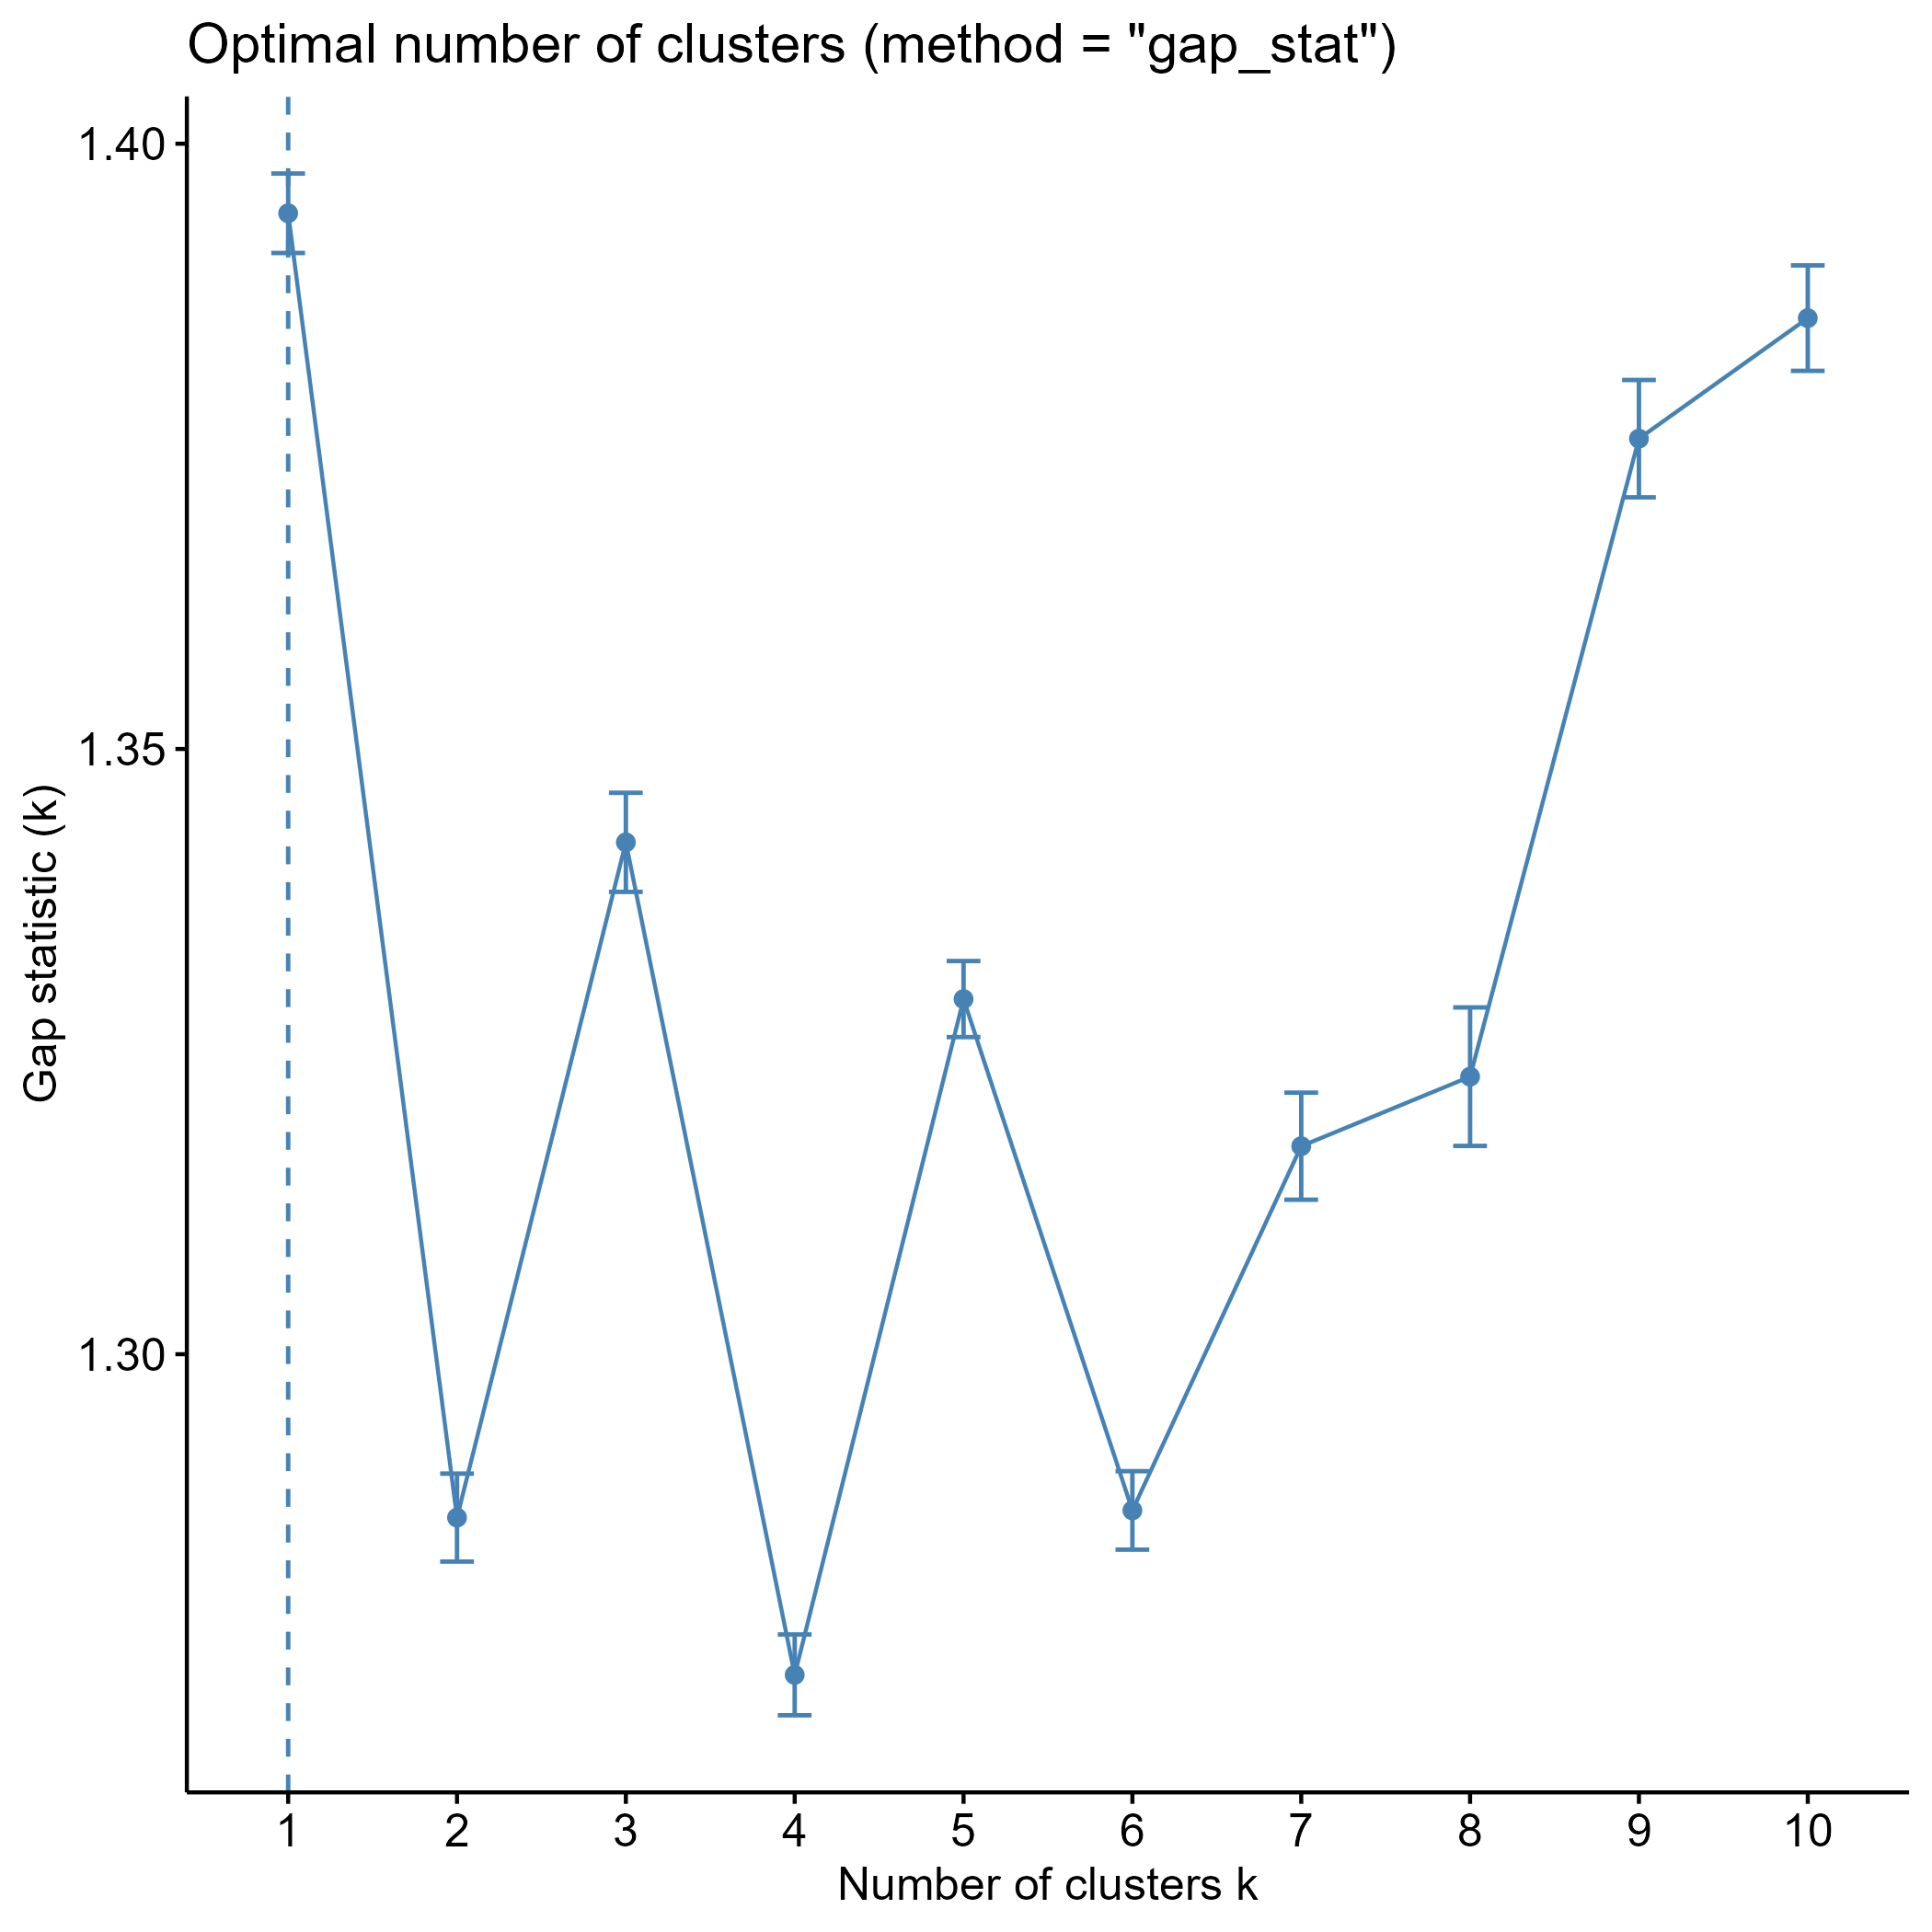 Optimal number of clusters (method = "gap_stat")
1.40
1.35
1.30
Gap statistic (k)
1 2 3 4 5 6 7 8 9 10
Number of clusters k